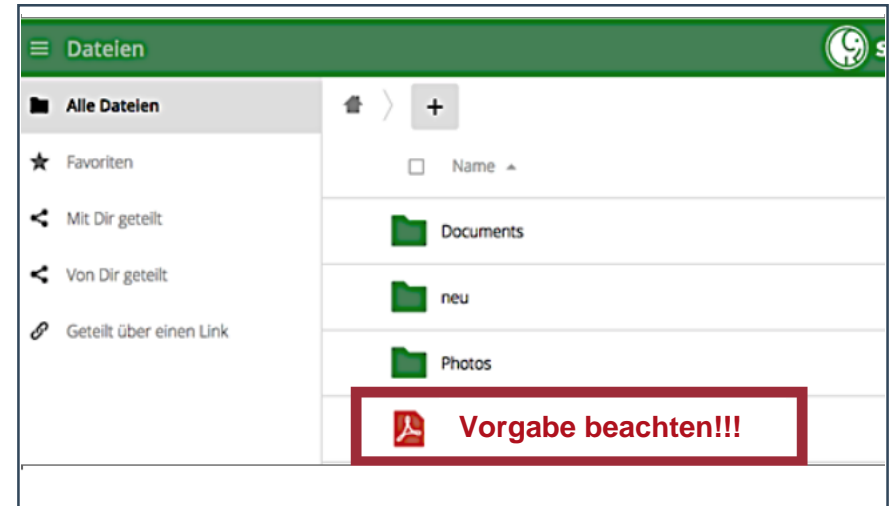 Dateien
Alle Dateien
Favoriten
Mit Dir geteilt
Von Dir geteilt
Geteilt über einen Link
Name
Documents
neu
Photos
Vorgabe beachten!!!